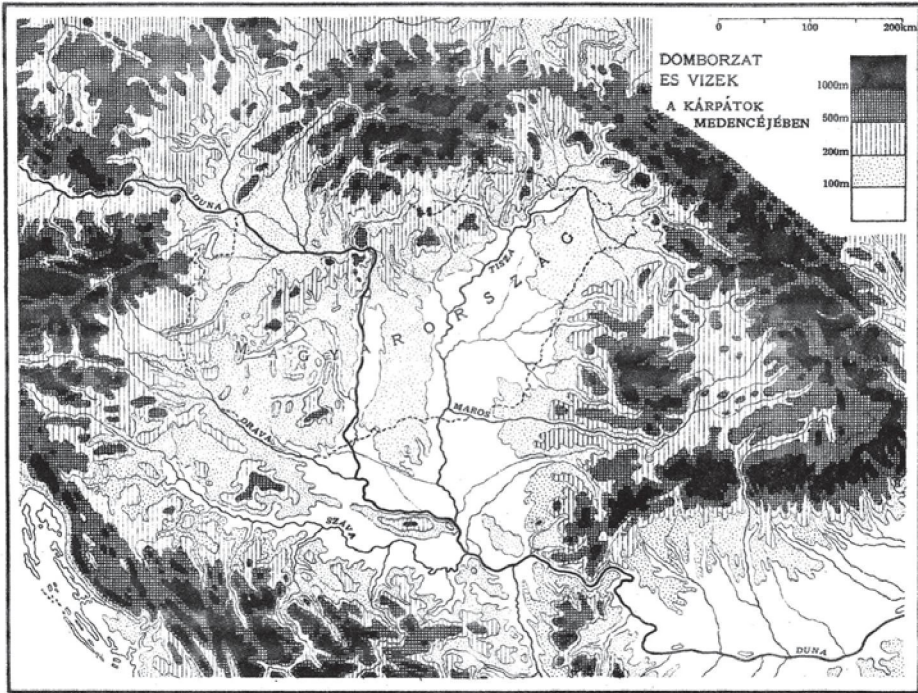 0 100 200km
DOMBORZAT
ES VIZEK
A KÁRPÁTOK
MEDENCÉJÉBEN
1000m
500m
200m
100m
DUNA
TISZA
MAGYARORSZÁG
MAROS
DRÁVA
SZÁVA
DUNA